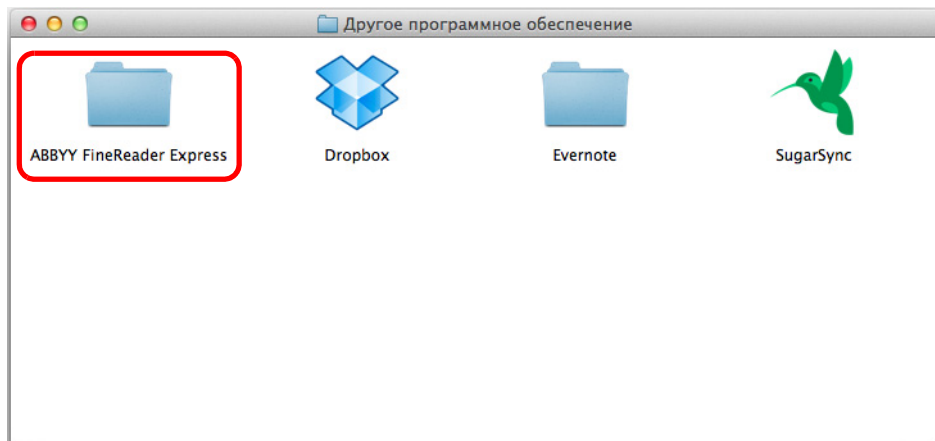 Другое программное обеспечение
ABBYY FineReader Express
Dropbox
Evernote
SugarSync